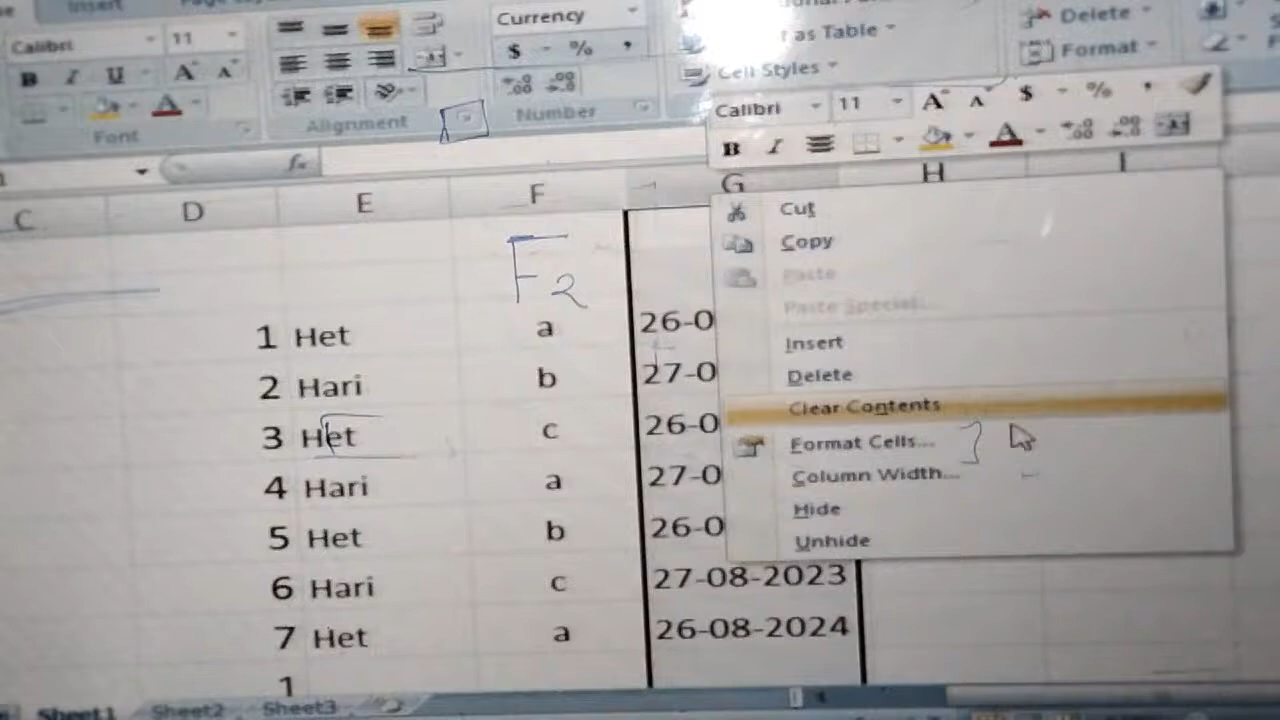 Insert
Calibri 11
Currency
Delete
as Table
Format
B I U A A
$ % ,
Cell Styles
Font
Alignment
Number
Calibri 11 A A $ % ,
B I A
fx
C D E F G H I
F2
Cut
Copy
Paste
Paste Special...
Insert
Delete
Clear Contents
Format Cells...
Column Width...
Hide
Unhide
1 Het a 26-0
2 Hari b 27-0
3 Het c 26-0
4 Hari a 27-0
5 Het b 26-0
6 Hari c 27-08-2023
7 Het a 26-08-2024
1
Sheet1 Sheet2 Sheet3